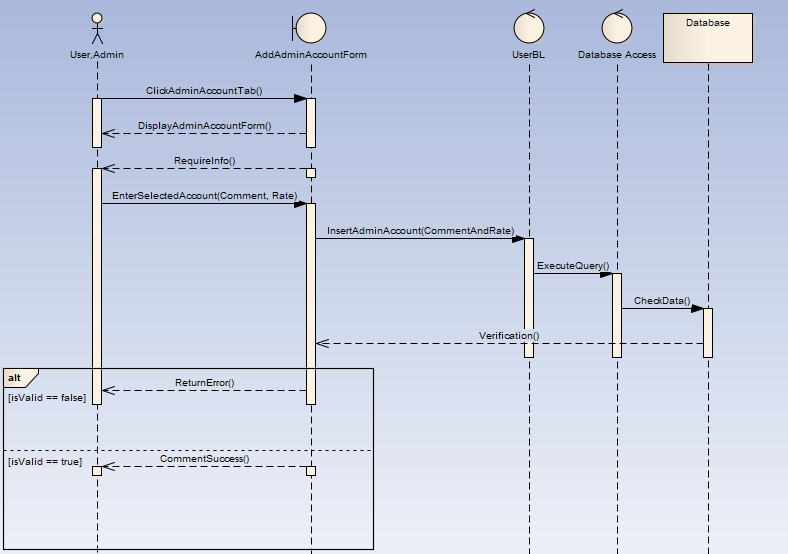 Database
User,Admin
AddAdminAccountForm
UserBL
Database Access
ClickAdminAccountTab()
DisplayAdminAccountForm()
RequireInfo()
EnterSelectedAccount(Comment, Rate)
InsertAdminAccount(CommentAndRate)
ExecuteQuery()
CheckData()
Verification()
alt
ReturnError()
[isValid == false]
CommentSuccess()
[isValid == true]